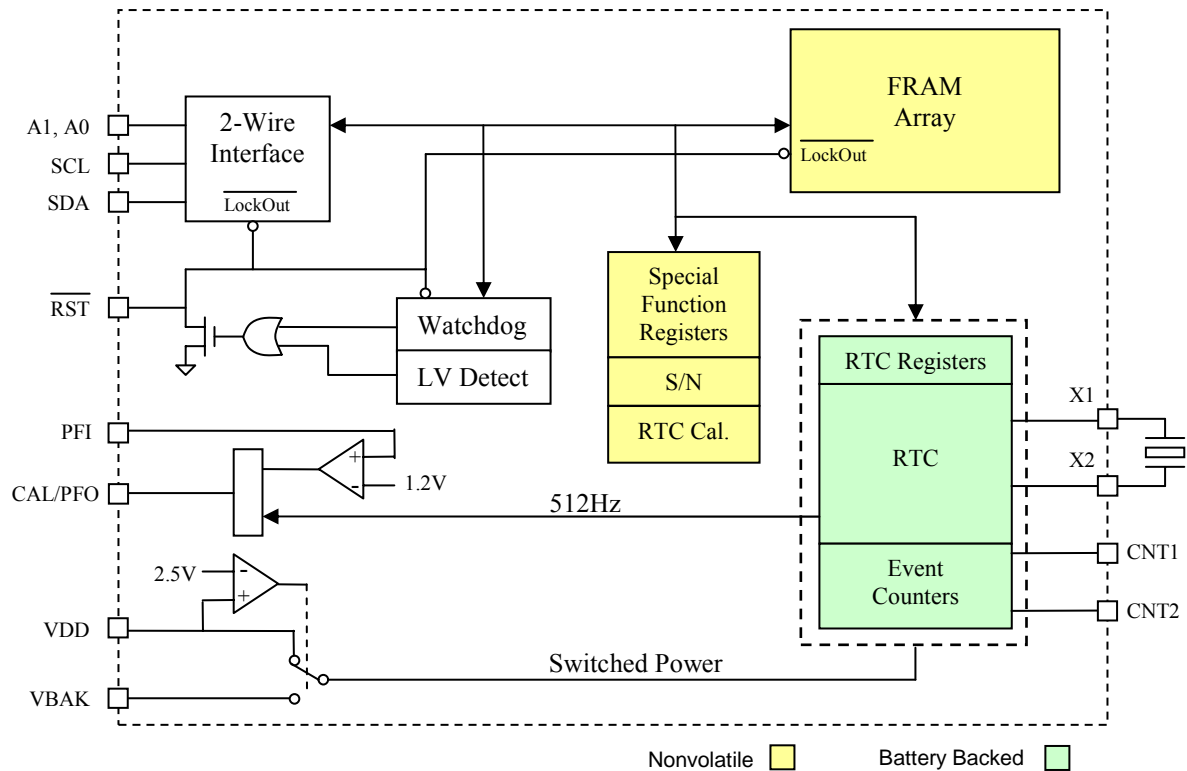 A1, A0
SCL
SDA
2-Wire
Interface
LockOut
FRAM
Array
LockOut
RST
Watchdog
LV Detect
Special
Function
Registers
S/N
RTC Cal.
RTC Registers
RTC
Event
Counters
X1
X2
CNT1
CNT2
PFI
CAL/PFO
+
-
1.2V
512Hz
2.5V
-
+
VDD
VBAK
Switched Power
Nonvolatile
Battery Backed